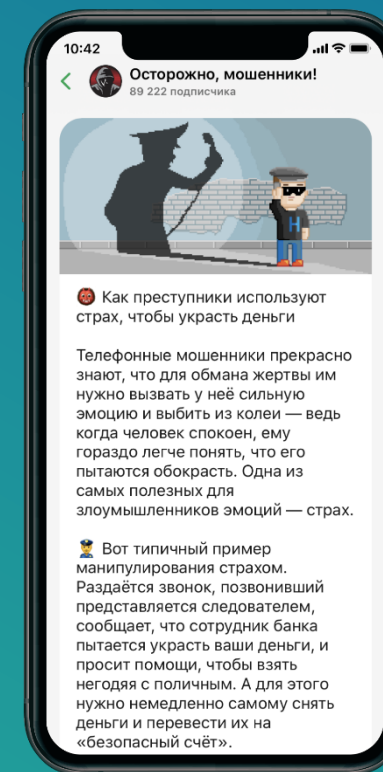 10:42
Осторожно, мошенники!
89 222 подписчика
H
Как преступники используют
страх, чтобы украсть деньги
Телефонные мошенники прекрасно
знают, что для обмана жертвы им
нужно вызвать у неё сильную
эмоцию и выбить из колеи — ведь
когда человек спокоен, ему
гораздо легче понять, что его
пытаются обокрасть. Одна из
самых полезных для
злоумышленников эмоций — страх.
Вот типичный пример
манипулирования страхом.
Раздаётся звонок, позвонивший
представляется следователем,
сообщает, что сотрудник банка
пытается украсть ваши деньги, и
просит помощи, чтобы взять
негодяя с поличным. А для этого
нужно немедленно самому снять
деньги и перевести их на
«безопасный счёт».